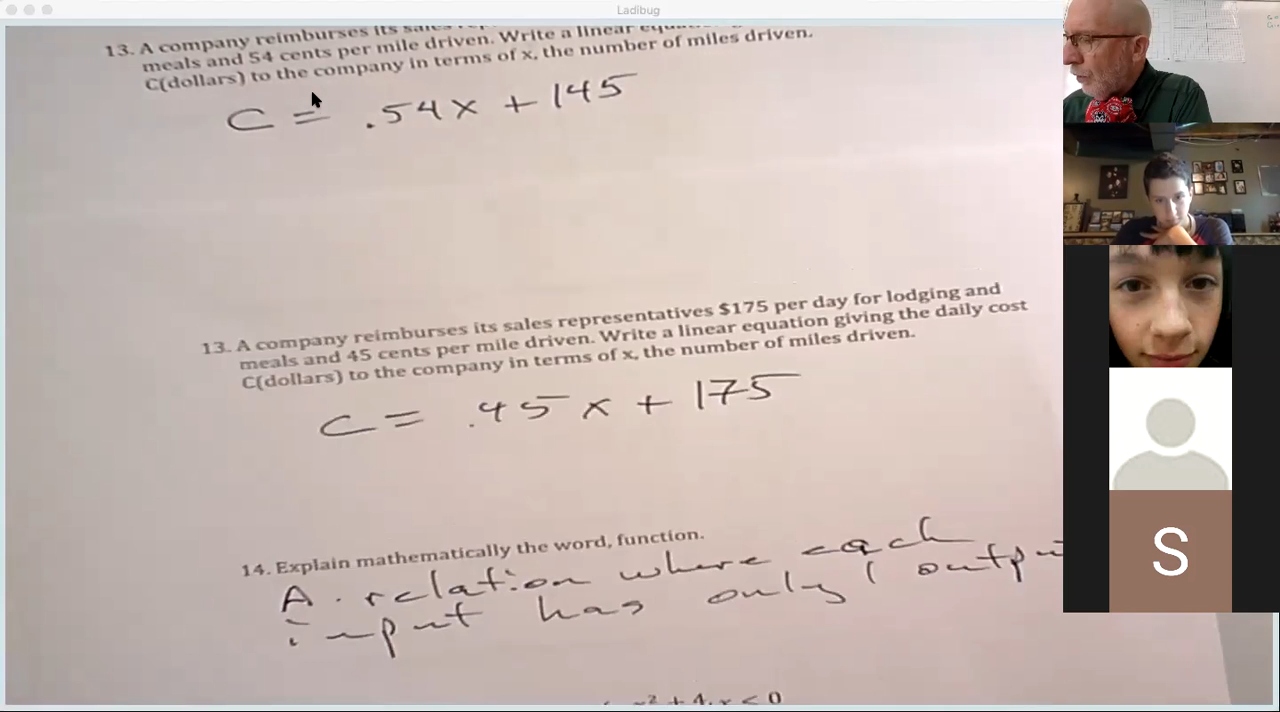 Ladibug
13. A company reimburses its sales
meals and 54 cents per mile driven. Write a linear
C(dollars) to the company in terms of x, the number of miles driven.
C = .54x + 145
13. A company reimburses its sales representatives $175 per day for lodging and
meals and 45 cents per mile driven. Write a linear equation giving the daily cost
C(dollars) to the company in terms of x, the number of miles driven.
C = .45x + 175
14. Explain mathematically the word, function.
A relation where each
input has only 1 output
x² + 4x < 0
S